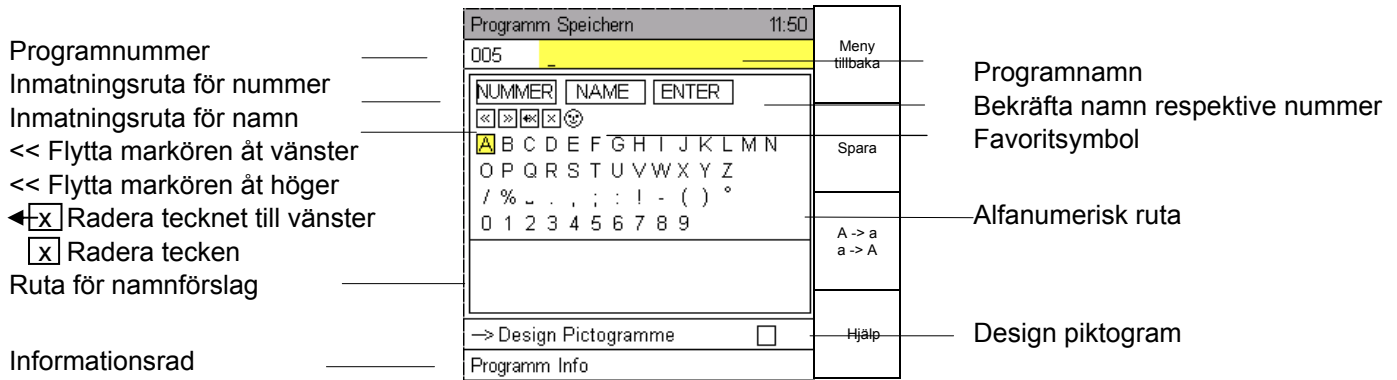 Programnummer
Inmatningsruta för nummer
Inmatningsruta för namn
<< Flytta markören åt vänster
<< Flytta markören åt höger
x Radera tecknet till vänster
x Radera tecken
Ruta för namnförslag
Informationsrad
Programm Speichern 11:50
005 _
NUMMER NAME ENTER
« » x x ☺
A B C D E F G H I J K L M N
O P Q R S T U V W X Y Z
/ % ⌣ . , ; : ! - ( ) °
0 1 2 3 4 5 6 7 8 9
–> Design Pictogramme
Programm Info
Meny
tillbaka
Spara
A -> a
a -> A
Hjälp
Programnamn
Bekräfta namn respektive nummer
Favoritsymbol
Alfanumerisk ruta
Design piktogram